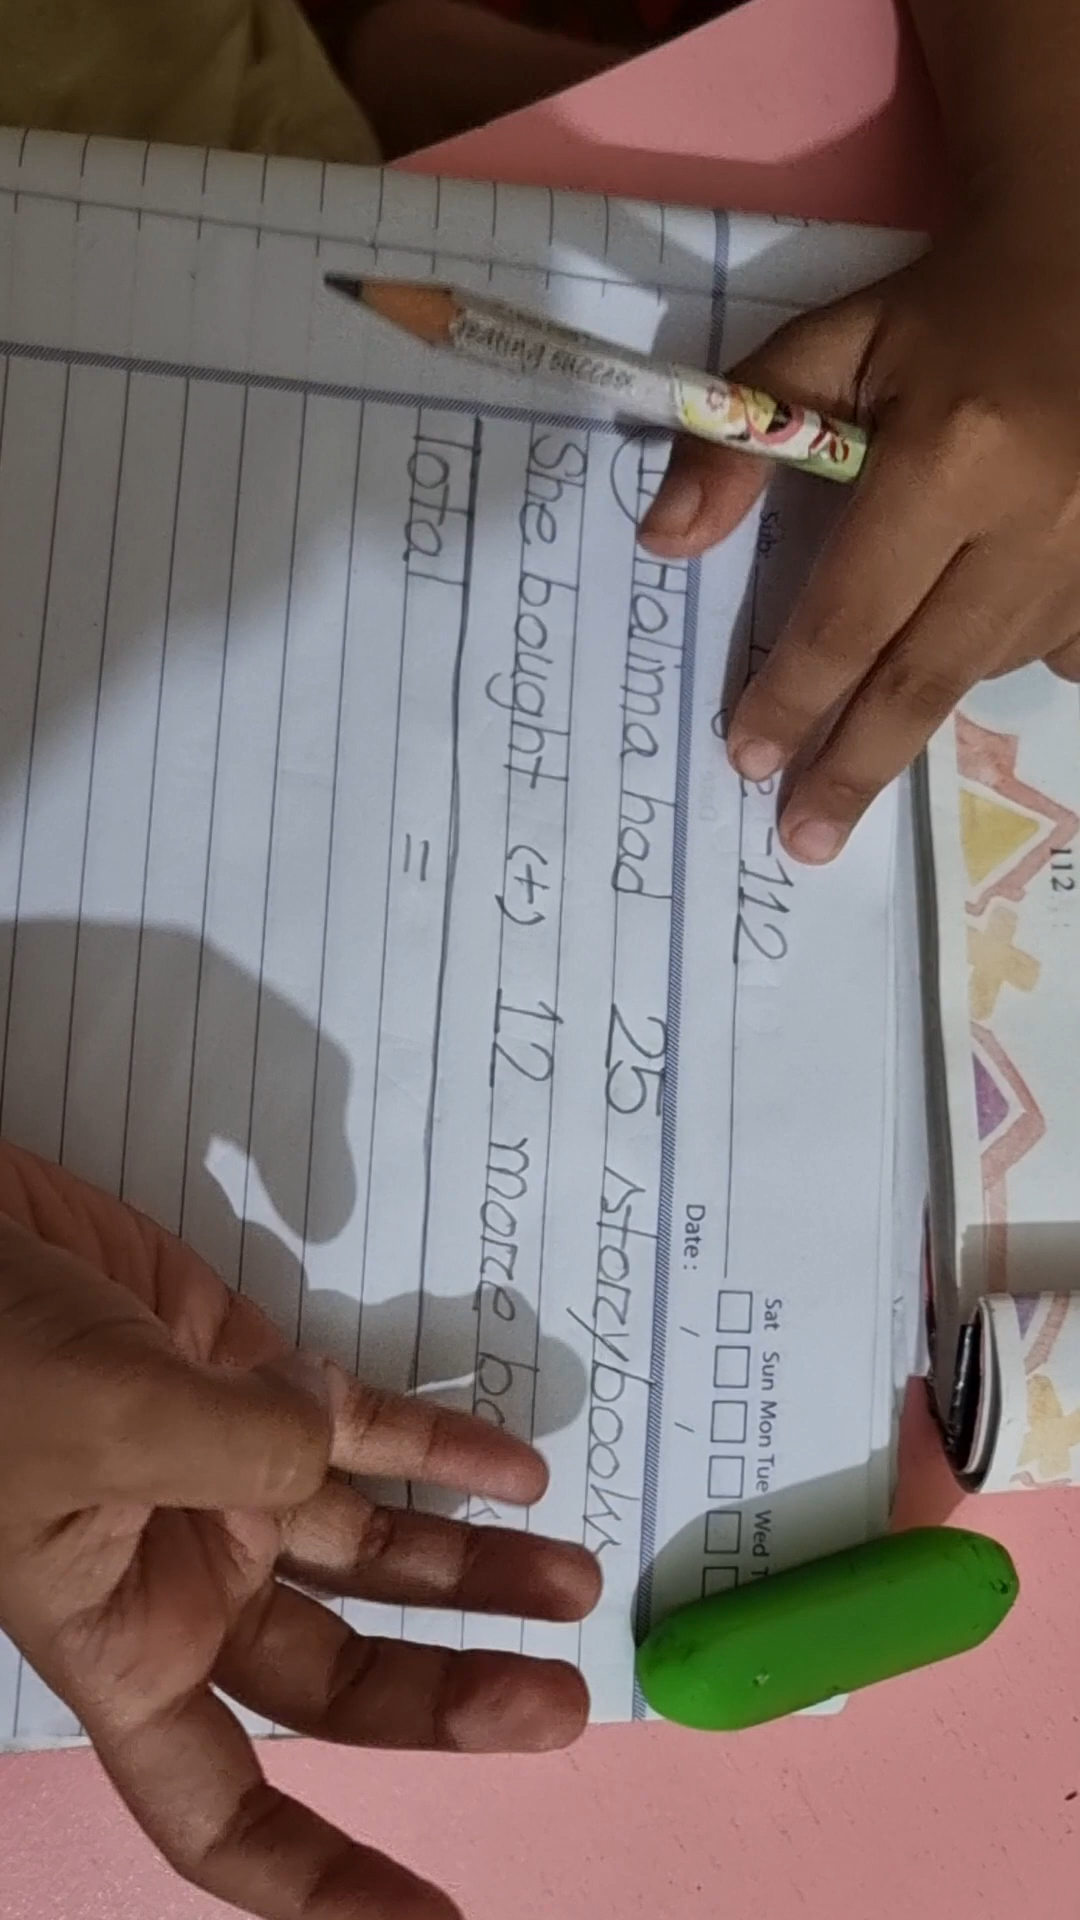 Sub:
-112
Sat Sun Mon Tue Wed
Date: / /
Halima had 25 storybooks
She bought (+) 12 more
Total =
112